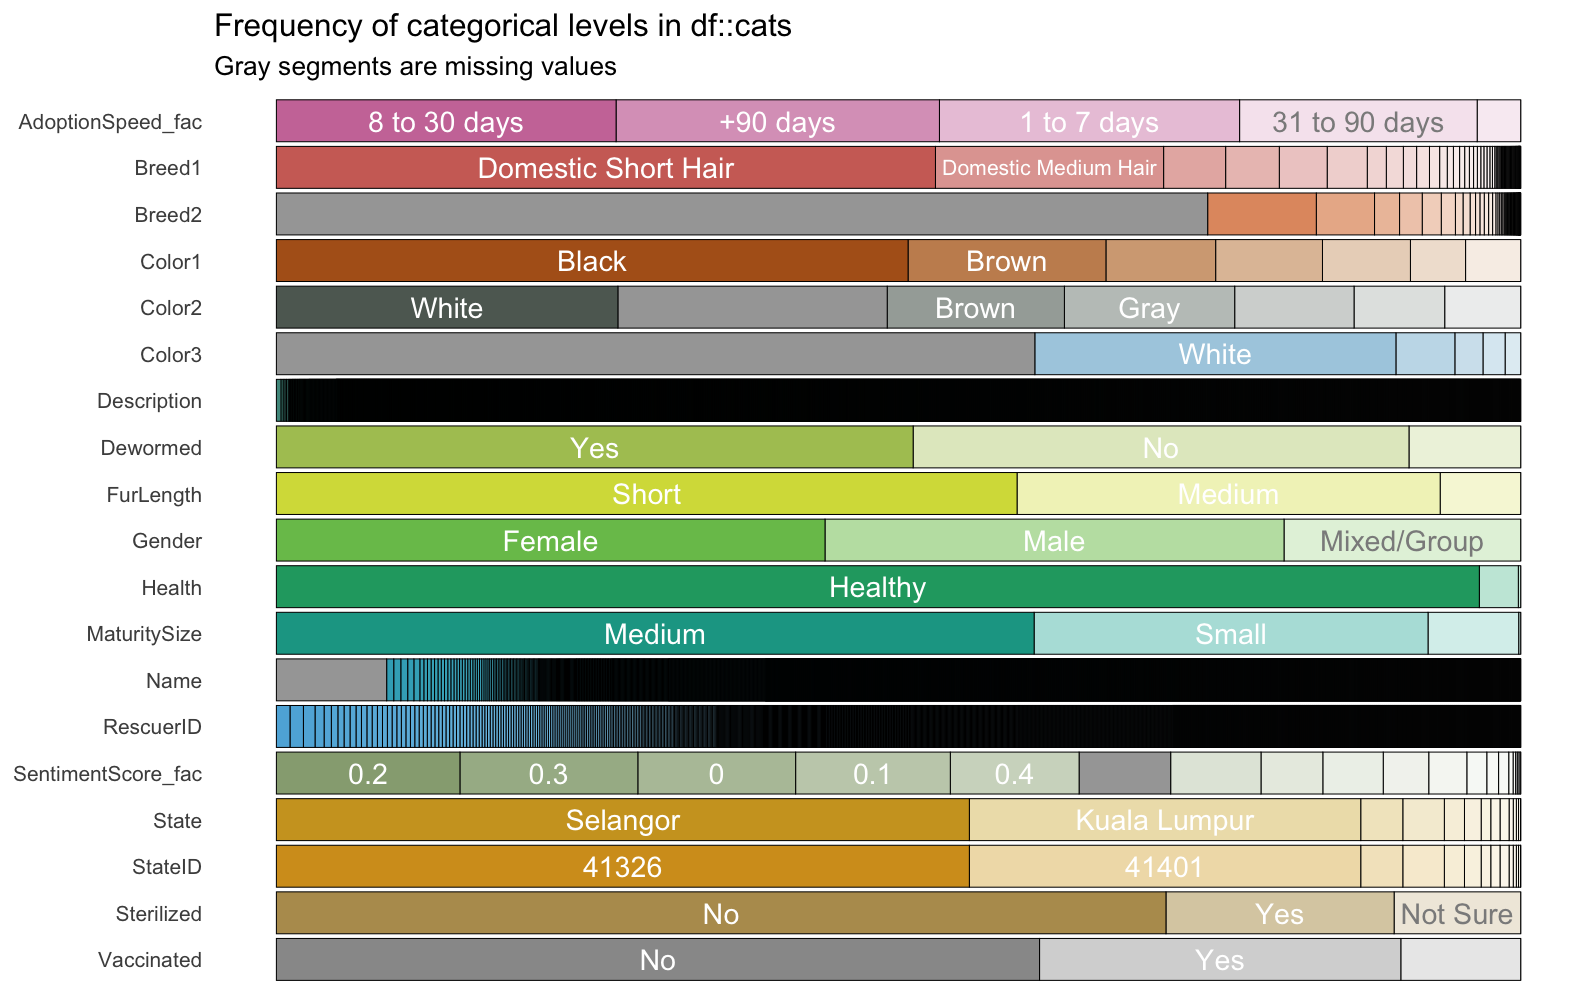 Frequency of categorical levels in df::cats
Gray segments are missing values
AdoptionSpeed_fac 8 to 30 days +90 days 1 to 7 days 31 to 90 days
Breed1 Domestic Short Hair Domestic Medium Hair
Breed2
Color1 Black Brown
Color2 White Brown Gray
Color3 White
Description
Dewormed Yes No
FurLength Short Medium
Gender Female Male Mixed/Group
Health Healthy
MaturitySize Medium Small
Name
RescuerID
SentimentScore_fac 0.2 0.3 0 0.1 0.4
State Selangor Kuala Lumpur
StateID 41326 41401
Sterilized No Yes Not Sure
Vaccinated No Yes